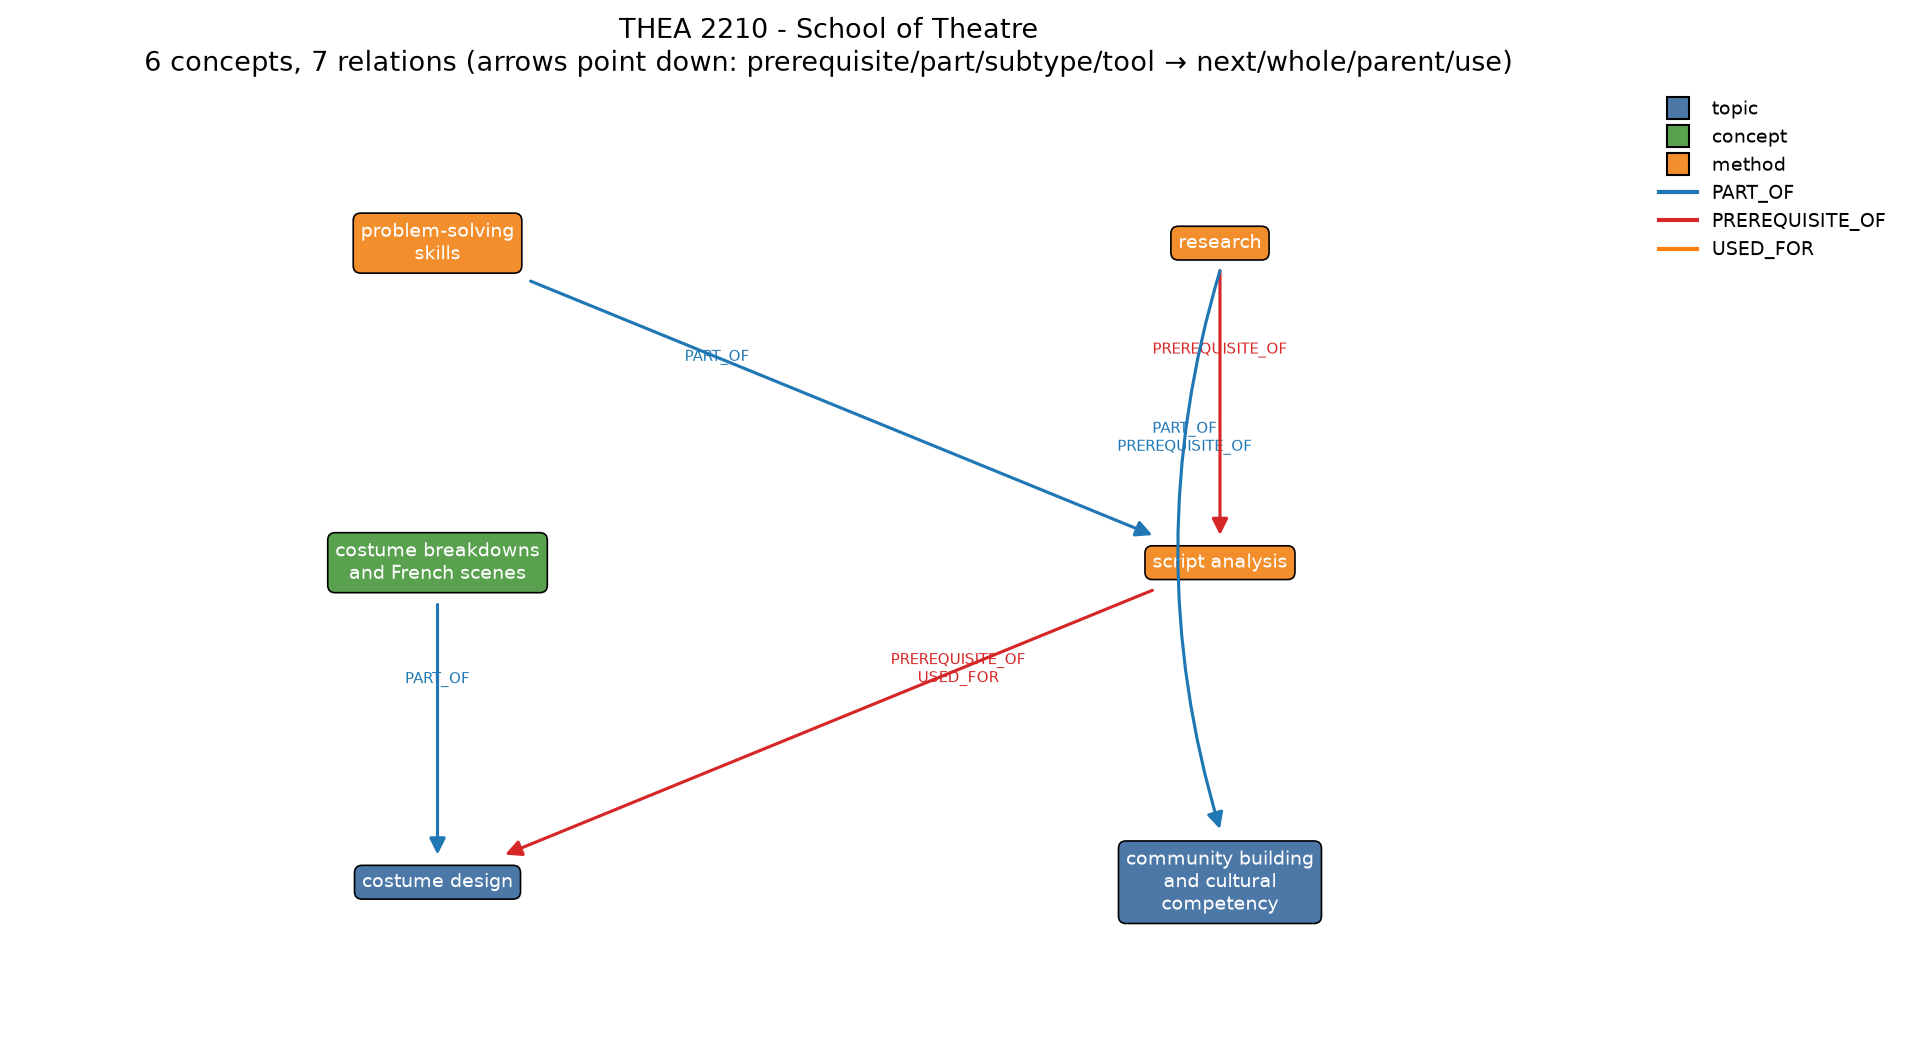 THEA 2210 - School of Theatre
6 concepts, 7 relations (arrows point down: prerequisite/part/subtype/tool → next/whole/parent/use)
topic
concept
method
PART_OF
PREREQUISITE_OF
USED_FOR
problem-solving
skills
research
PREREQUISITE_OF
PART_OF
PART_OF
PREREQUISITE_OF
costume breakdowns
and French scenes
script analysis
PREREQUISITE_OF
USED_FOR
PART_OF
costume design
community building
and cultural
competency